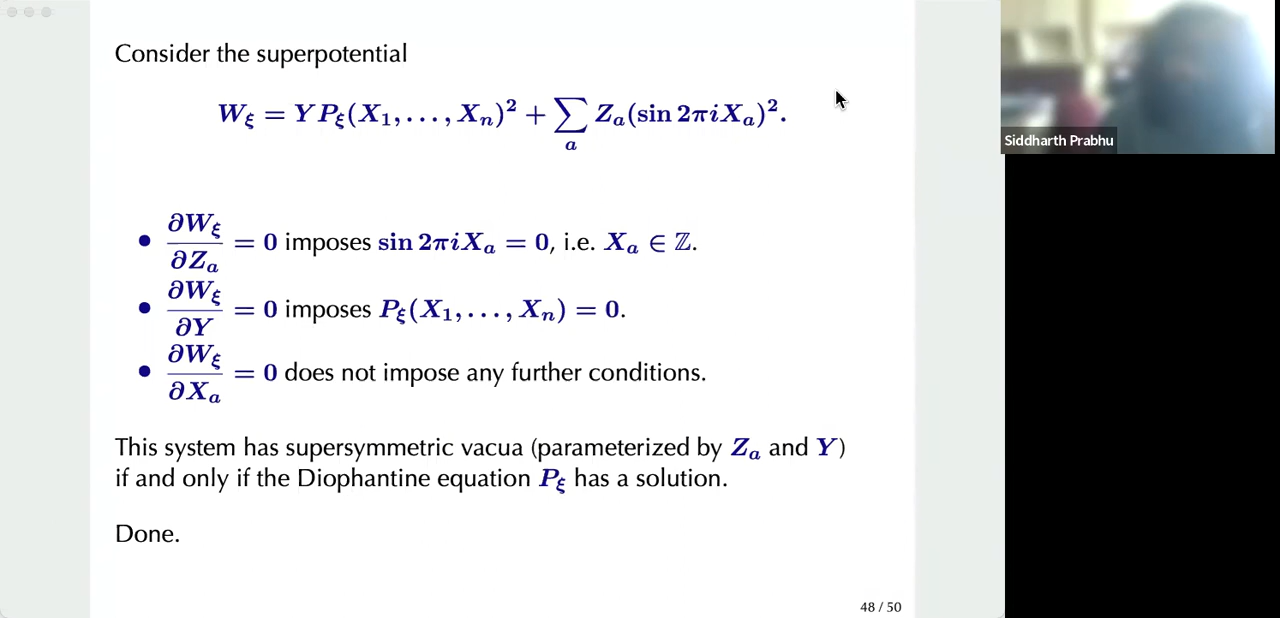 Consider the superpotential
W_ξ = Y P_ξ(X_1, ..., X_n)^2 + ∑_a Z_a(sin 2πiX_a)^2.
• ∂W_ξ/∂Z_a = 0 imposes sin 2πiX_a = 0, i.e. X_a ∈ ℤ.
• ∂W_ξ/∂Y = 0 imposes P_ξ(X_1, ..., X_n) = 0.
• ∂W_ξ/∂X_a = 0 does not impose any further conditions.
This system has supersymmetric vacua (parameterized by Z_a and Y)
if and only if the Diophantine equation P_ξ has a solution.
Done.
48 / 50
Siddharth Prabhu